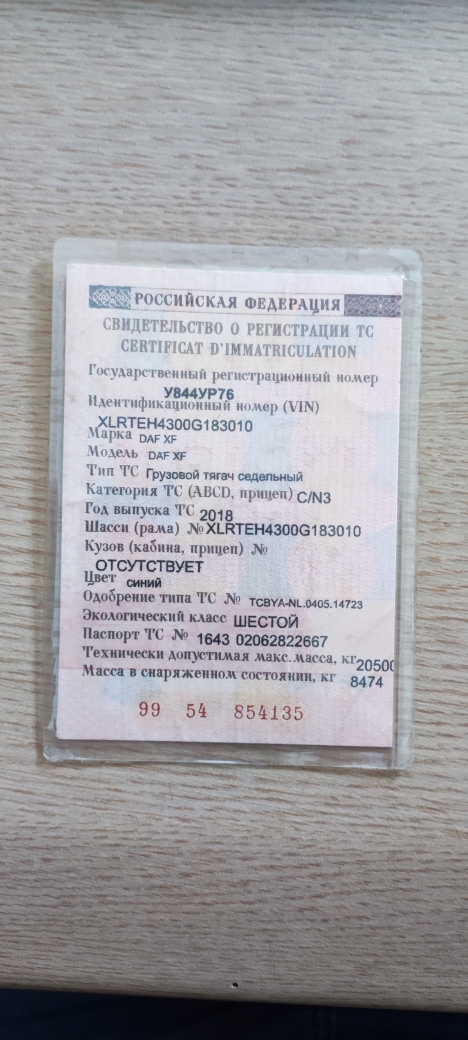 РОССИЙСКАЯ ФЕДЕРАЦИЯ
СВИДЕТЕЛЬСТВО О РЕГИСТРАЦИИ ТС
CERTIFICAT D'IMMATRICULATION
Государственный регистрационный номер
У844УР76
Идентификационный номер (VIN)
XLRTEH4300G183010
Марка DAF XF
Модель DAF XF
Тип ТС Грузовой тягач седельный
Категория ТС (ABCD, прицеп) C/N3
Год выпуска ТС 2018
Шасси (рама) № XLRTEH4300G183010
Кузов (кабина, прицеп) №
ОТСУТСТВУЕТ
Цвет синий
Одобрение типа ТС № TCBYA-NL.0405.14723
Экологический класс ШЕСТОЙ
Паспорт ТС № 1643 02062822667
Технически допустимая макс. масса, кг 20500
Масса в снаряженном состоянии, кг 8474
99 54 854135